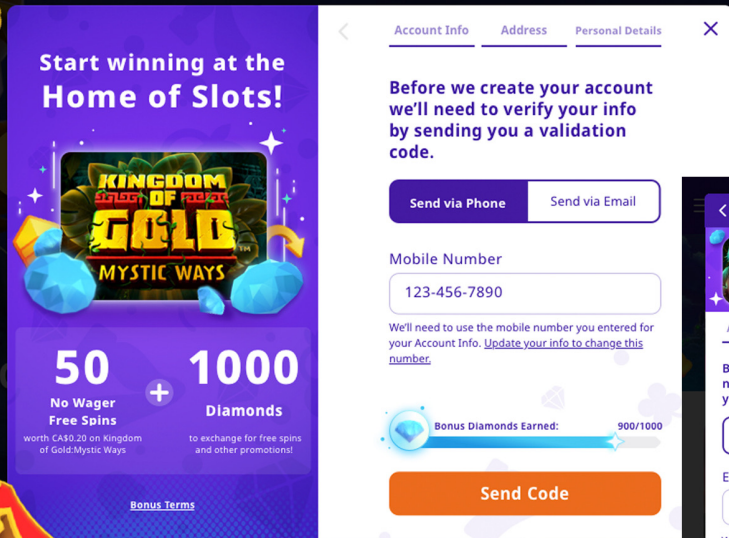 Start winning at the
Home of Slots!
KINGDOM
OF
GOLD
TM
MYSTIC WAYS
50
No Wager
Free Spins
worth CA$0.20 on Kingdom
of Gold:Mystic Ways
+
1000
Diamonds
to exchange for free spins
and other promotions!
Bonus Terms
Account Info
Address
Personal Details
Before we create your account
we’ll need to verify your info
by sending you a validation
code.
Send via Phone
Send via Email
Mobile Number
123-456-7890
We’ll need to use the mobile number you entered for
your Account Info. Update your info to change this
number.
Bonus Diamonds Earned:
900/1000
Send Code